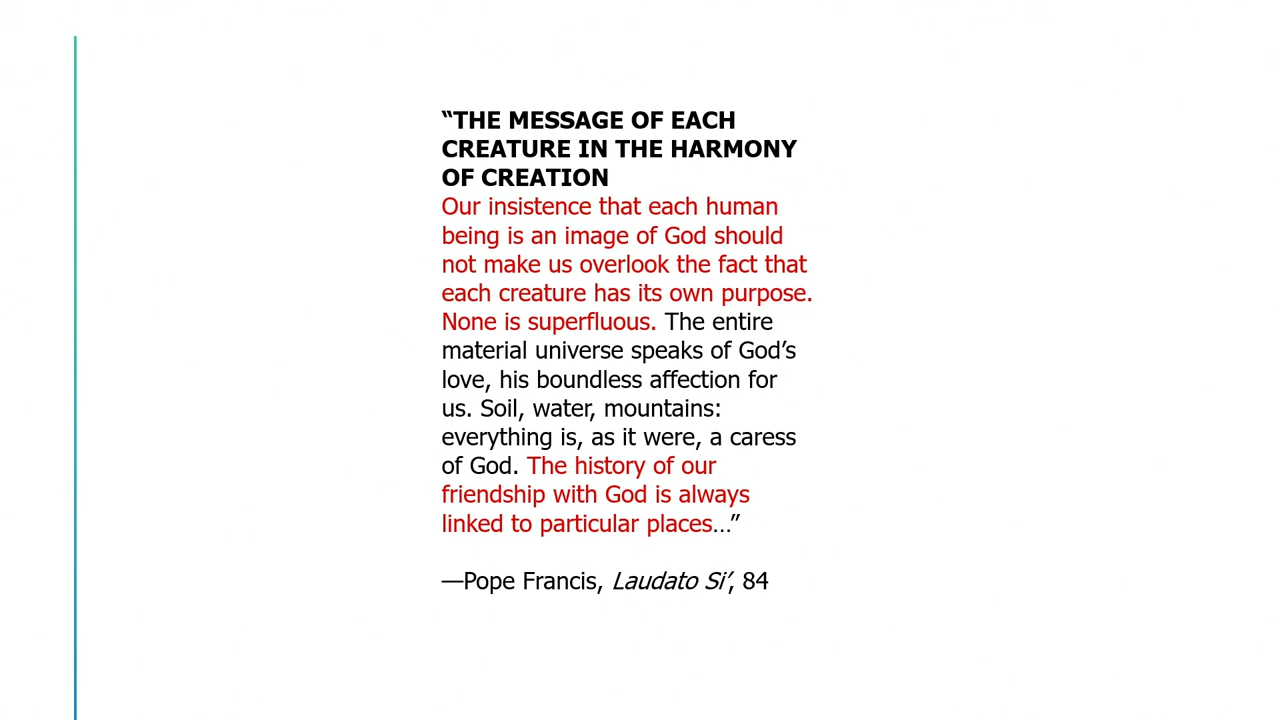 “THE MESSAGE OF EACH
CREATURE IN THE HARMONY
OF CREATION
Our insistence that each human
being is an image of God should
not make us overlook the fact that
each creature has its own purpose.
None is superfluous. The entire
material universe speaks of God’s
love, his boundless affection for
us. Soil, water, mountains:
everything is, as it were, a caress
of God. The history of our
friendship with God is always
linked to particular places…”
—Pope Francis, Laudato Si’, 84